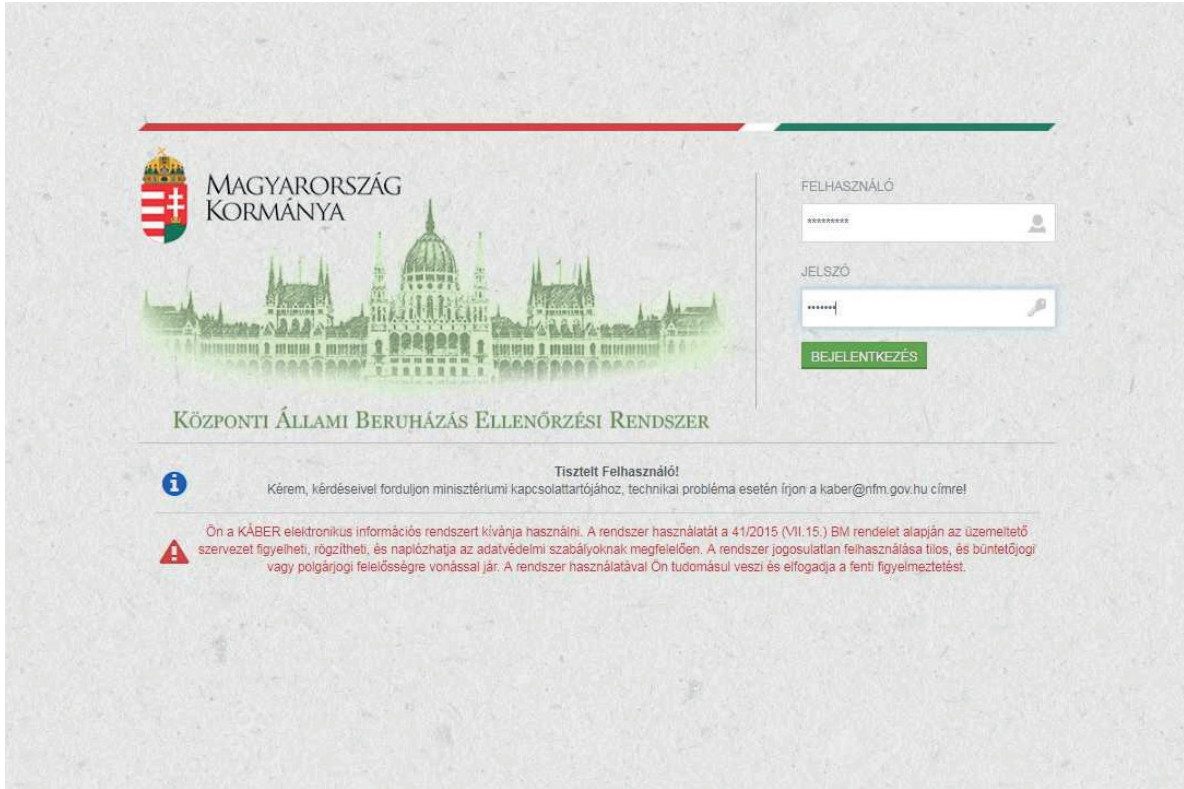 MAGYARORSZÁG
KORMÁNYA
FELHASZNÁLÓ
*********
JELSZÓ
•••••••
BEJELENTKEZÉS
KÖZPONTI ÁLLAMI BERUHÁZÁS ELLENŐRZÉSI RENDSZER
Tisztelt Felhasználó!
Kérem, kérdéseivel forduljon minisztériumi kapcsolattartójához, technikai probléma esetén írjon a kaber@nfm.gov.hu címre!
Ön a KÁBER elektronikus információs rendszert kívánja használni. A rendszer használatát a 41/2015 (VII.15.) BM rendelet alapján az üzemeltető
szervezet figyelheti, rögzítheti, és naplózhatja az adatvédelmi szabályoknak megfelelően. A rendszer jogosulatlan felhasználása tilos, és büntetőjogi
vagy polgárjogi felelősségre vonással jár. A rendszer használatával Ön tudomásul veszi és elfogadja a fenti figyelmeztetést.